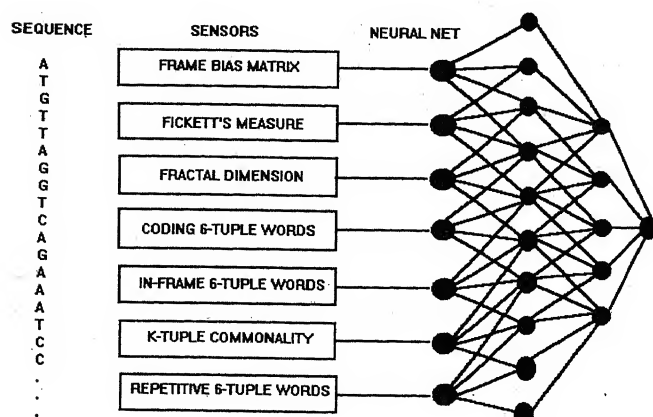 SEQUENCE SENSORS NEURAL NET
A
T
G
T
T
A
G
G
T
C
A
G
A
A
A
T
C
C
.
.
.
FRAME BIAS MATRIX
FICKETT'S MEASURE
FRACTAL DIMENSION
CODING 6-TUPLE WORDS
IN-FRAME 6-TUPLE WORDS
K-TUPLE COMMONALITY
REPETITIVE 6-TUPLE WORDS